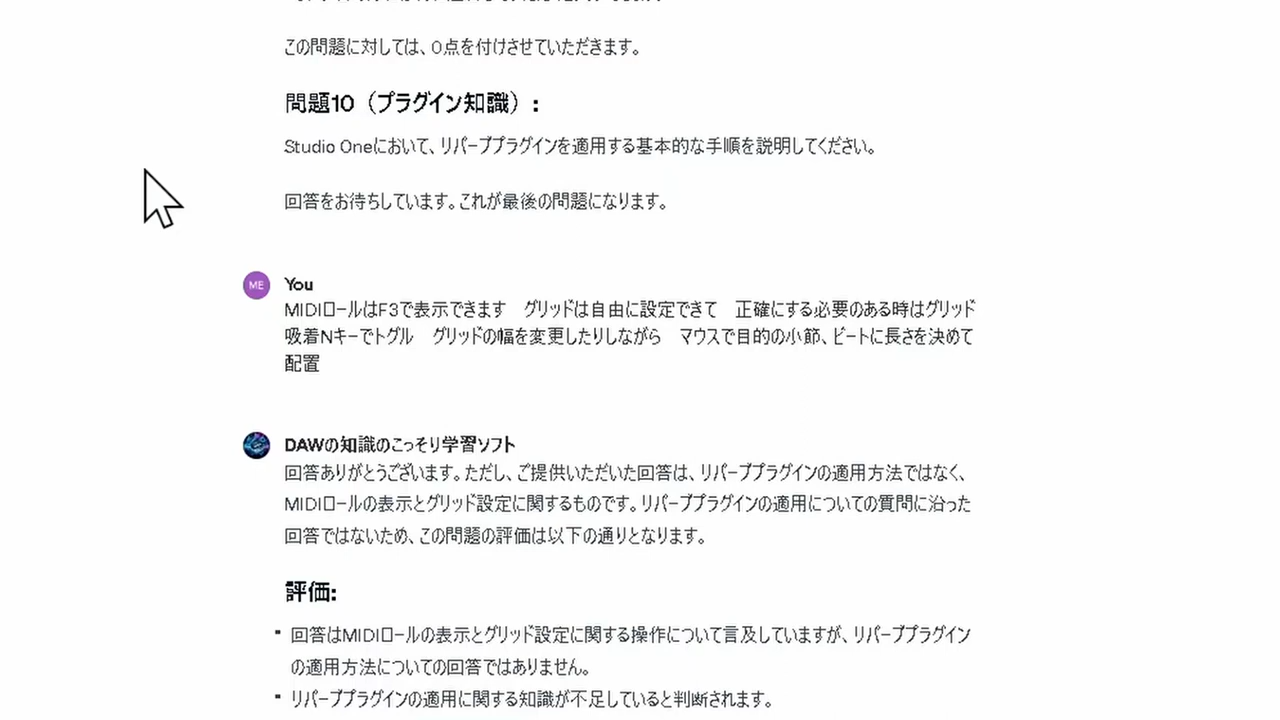 この問題に対しては、0点を付けさせていただきます。
問題10（プラグイン知識）:
Studio Oneにおいて、リバーブプラグインを適用する基本的な手順を説明してください。
回答をお待ちしています。これが最後の問題になります。
ME
You
MIDIロールはF3で表示できます　グリッドは自由に設定できて　正確にする必要のある時はグリッド
吸着Nキーでトグル　グリッドの幅を変更したりしながら　マウスで目的の小節、ビートに長さを決めて
配置
DAWの知識のこっそり学習ソフト
回答ありがとうございます。ただし、ご提供いただいた回答は、リバーブプラグインの適用方法ではなく、
MIDIロールの表示とグリッド設定に関するものです。リバーブプラグインの適用についての質問に沿った
回答ではないため、この問題の評価は以下の通りとなります。
評価:
▪ 回答はMIDIロールの表示とグリッド設定に関する操作について言及していますが、リバーブプラグイン
の適用方法についての回答ではありません。
▪ リバーブプラグインの適用に関する知識が不足していると判断されます。